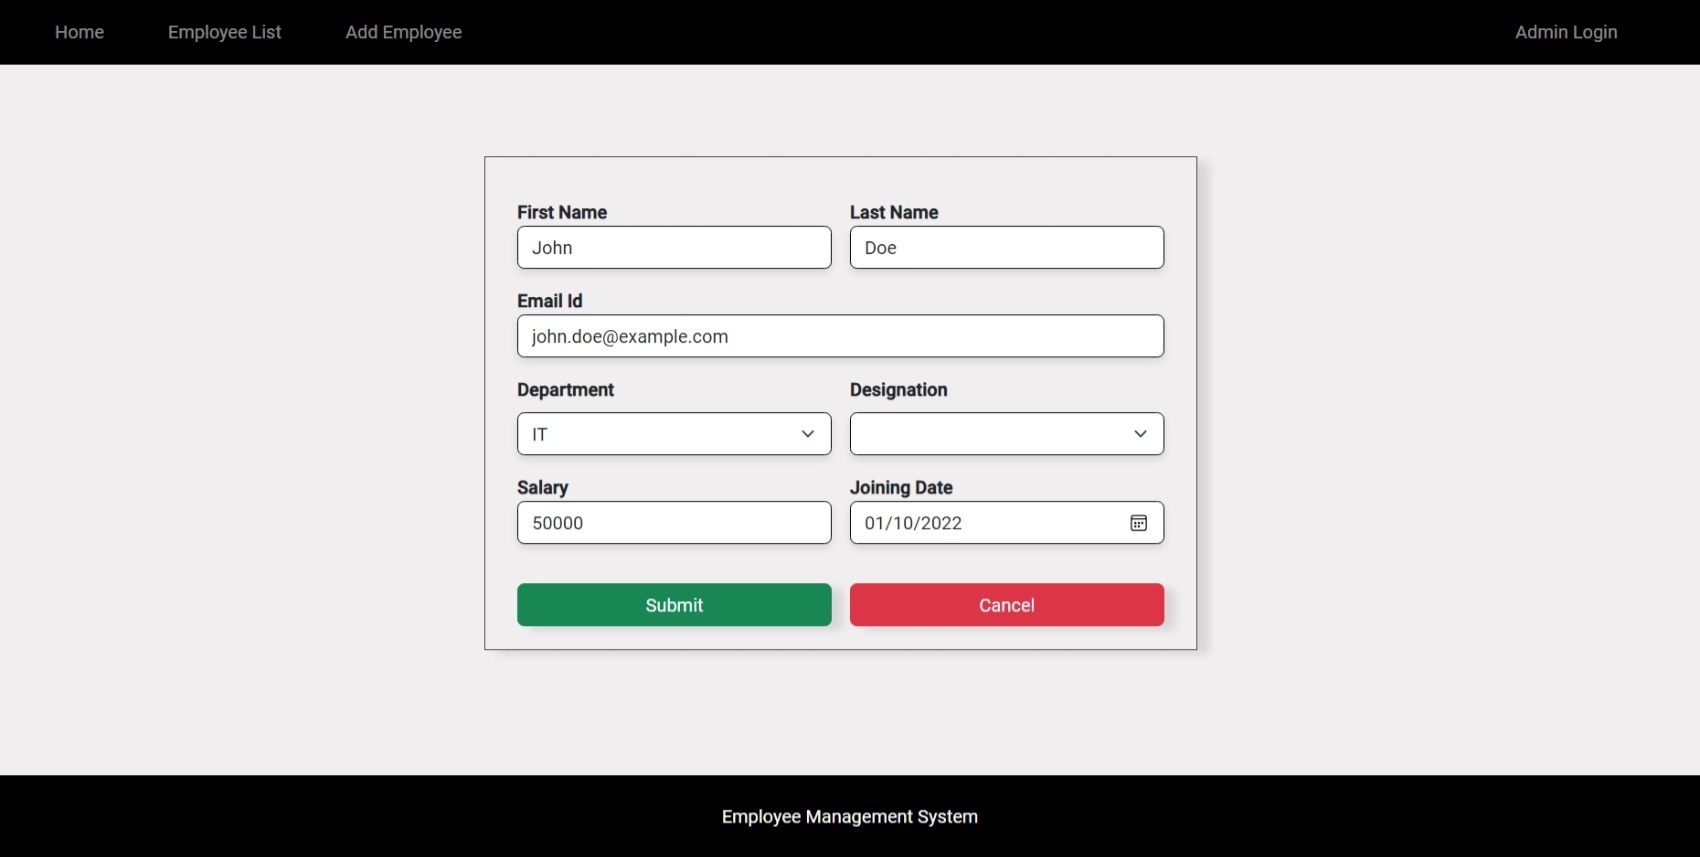 Home Employee List Add Employee Admin Login
First Name Last Name
John Doe
Email Id
john.doe@example.com
Department Designation
IT
Salary Joining Date
50000 01/10/2022
Submit Cancel
Employee Management System